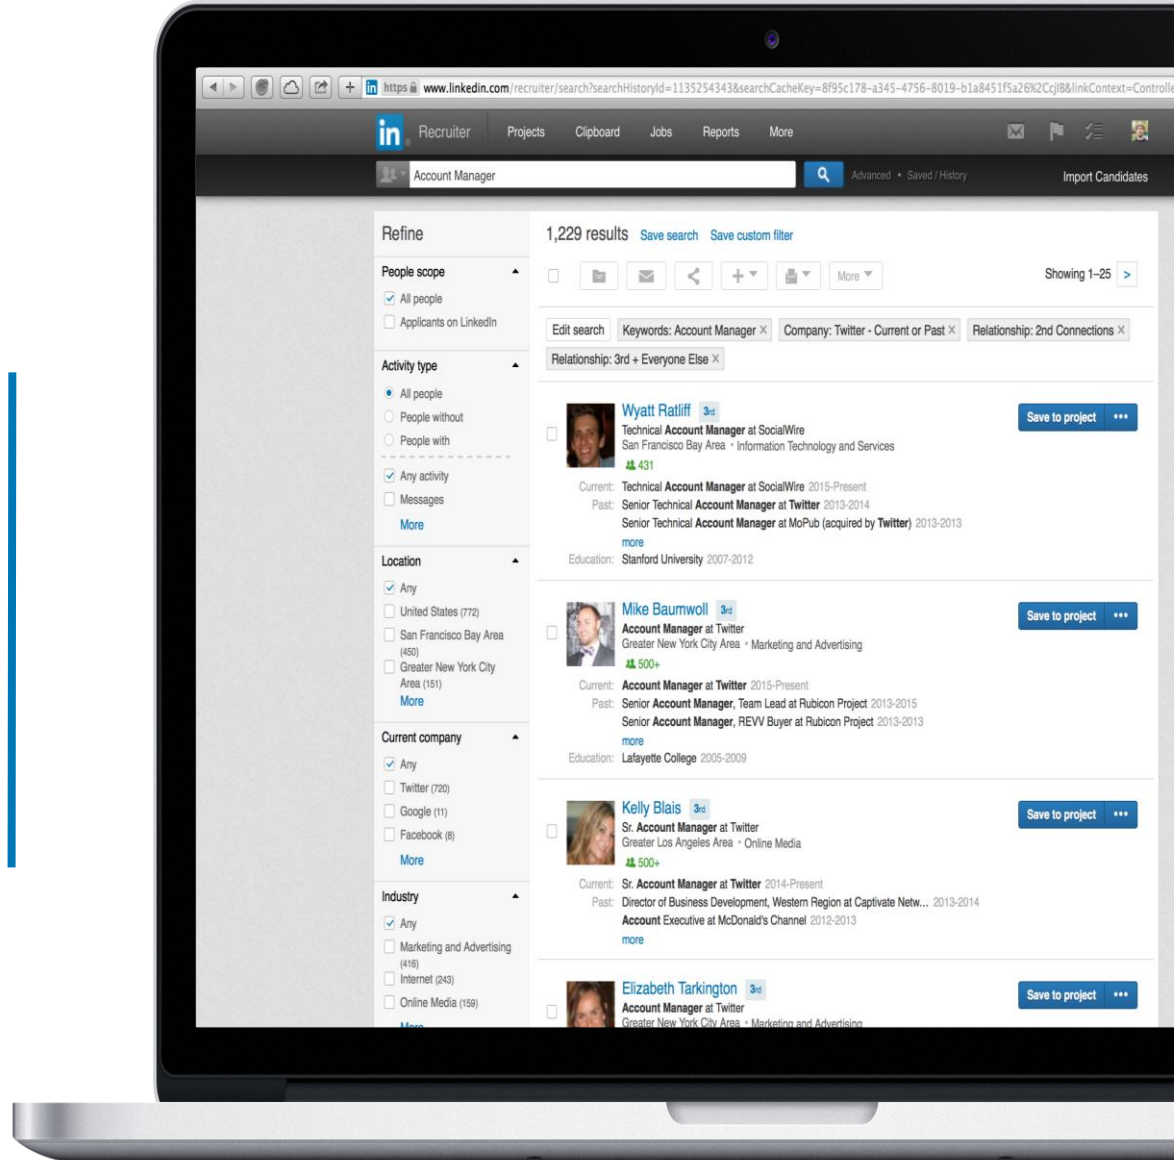 https www.linkedin.com/recruiter/search?searchHistoryId=1135254343&searchCacheKey=8f95c178-a345-4756-8019-b1a8451f5a26%2CcjlB&linkContext=Controlle
in Recruiter Projects Clipboard Jobs Reports More
Account Manager Advanced • Saved / History Import Candidates
Refine
People scope
All people
Applicants on LinkedIn
Activity type
All people
People without
People with
Any activity
Messages
More
Location
Any
United States (772)
San Francisco Bay Area
(450)
Greater New York City
Area (151)
More
Current company
Any
Twitter (720)
Google (11)
Facebook (8)
More
Industry
Any
Marketing and Advertising
(416)
Internet (243)
Online Media (159)
More
1,229 results Save search Save custom filter
More Showing 1–25 >
Edit search Keywords: Account Manager × Company: Twitter - Current or Past × Relationship: 2nd Connections ×
Relationship: 3rd + Everyone Else ×
Wyatt Ratliff 3rd Save to project •••
Technical Account Manager at SocialWire
San Francisco Bay Area • Information Technology and Services
431
Current: Technical Account Manager at SocialWire 2015-Present
Past: Senior Technical Account Manager at Twitter 2013-2014
Senior Technical Account Manager at MoPub (acquired by Twitter) 2013-2013
more
Education: Stanford University 2007-2012
Mike Baumwoll 3rd Save to project •••
Account Manager at Twitter
Greater New York City Area • Marketing and Advertising
500+
Current: Account Manager at Twitter 2015-Present
Past: Senior Account Manager, Team Lead at Rubicon Project 2013-2015
Senior Account Manager, REVV Buyer at Rubicon Project 2013-2013
more
Education: Lafayette College 2005-2009
Kelly Blais 3rd Save to project •••
Sr. Account Manager at Twitter
Greater Los Angeles Area • Online Media
500+
Current: Sr. Account Manager at Twitter 2014-Present
Past: Director of Business Development, Western Region at Captivate Netw... 2013-2014
Account Executive at McDonald's Channel 2012-2013
more
Elizabeth Tarkington 3rd Save to project •••
Account Manager at Twitter
Greater New York City Area • Marketing and Advertising